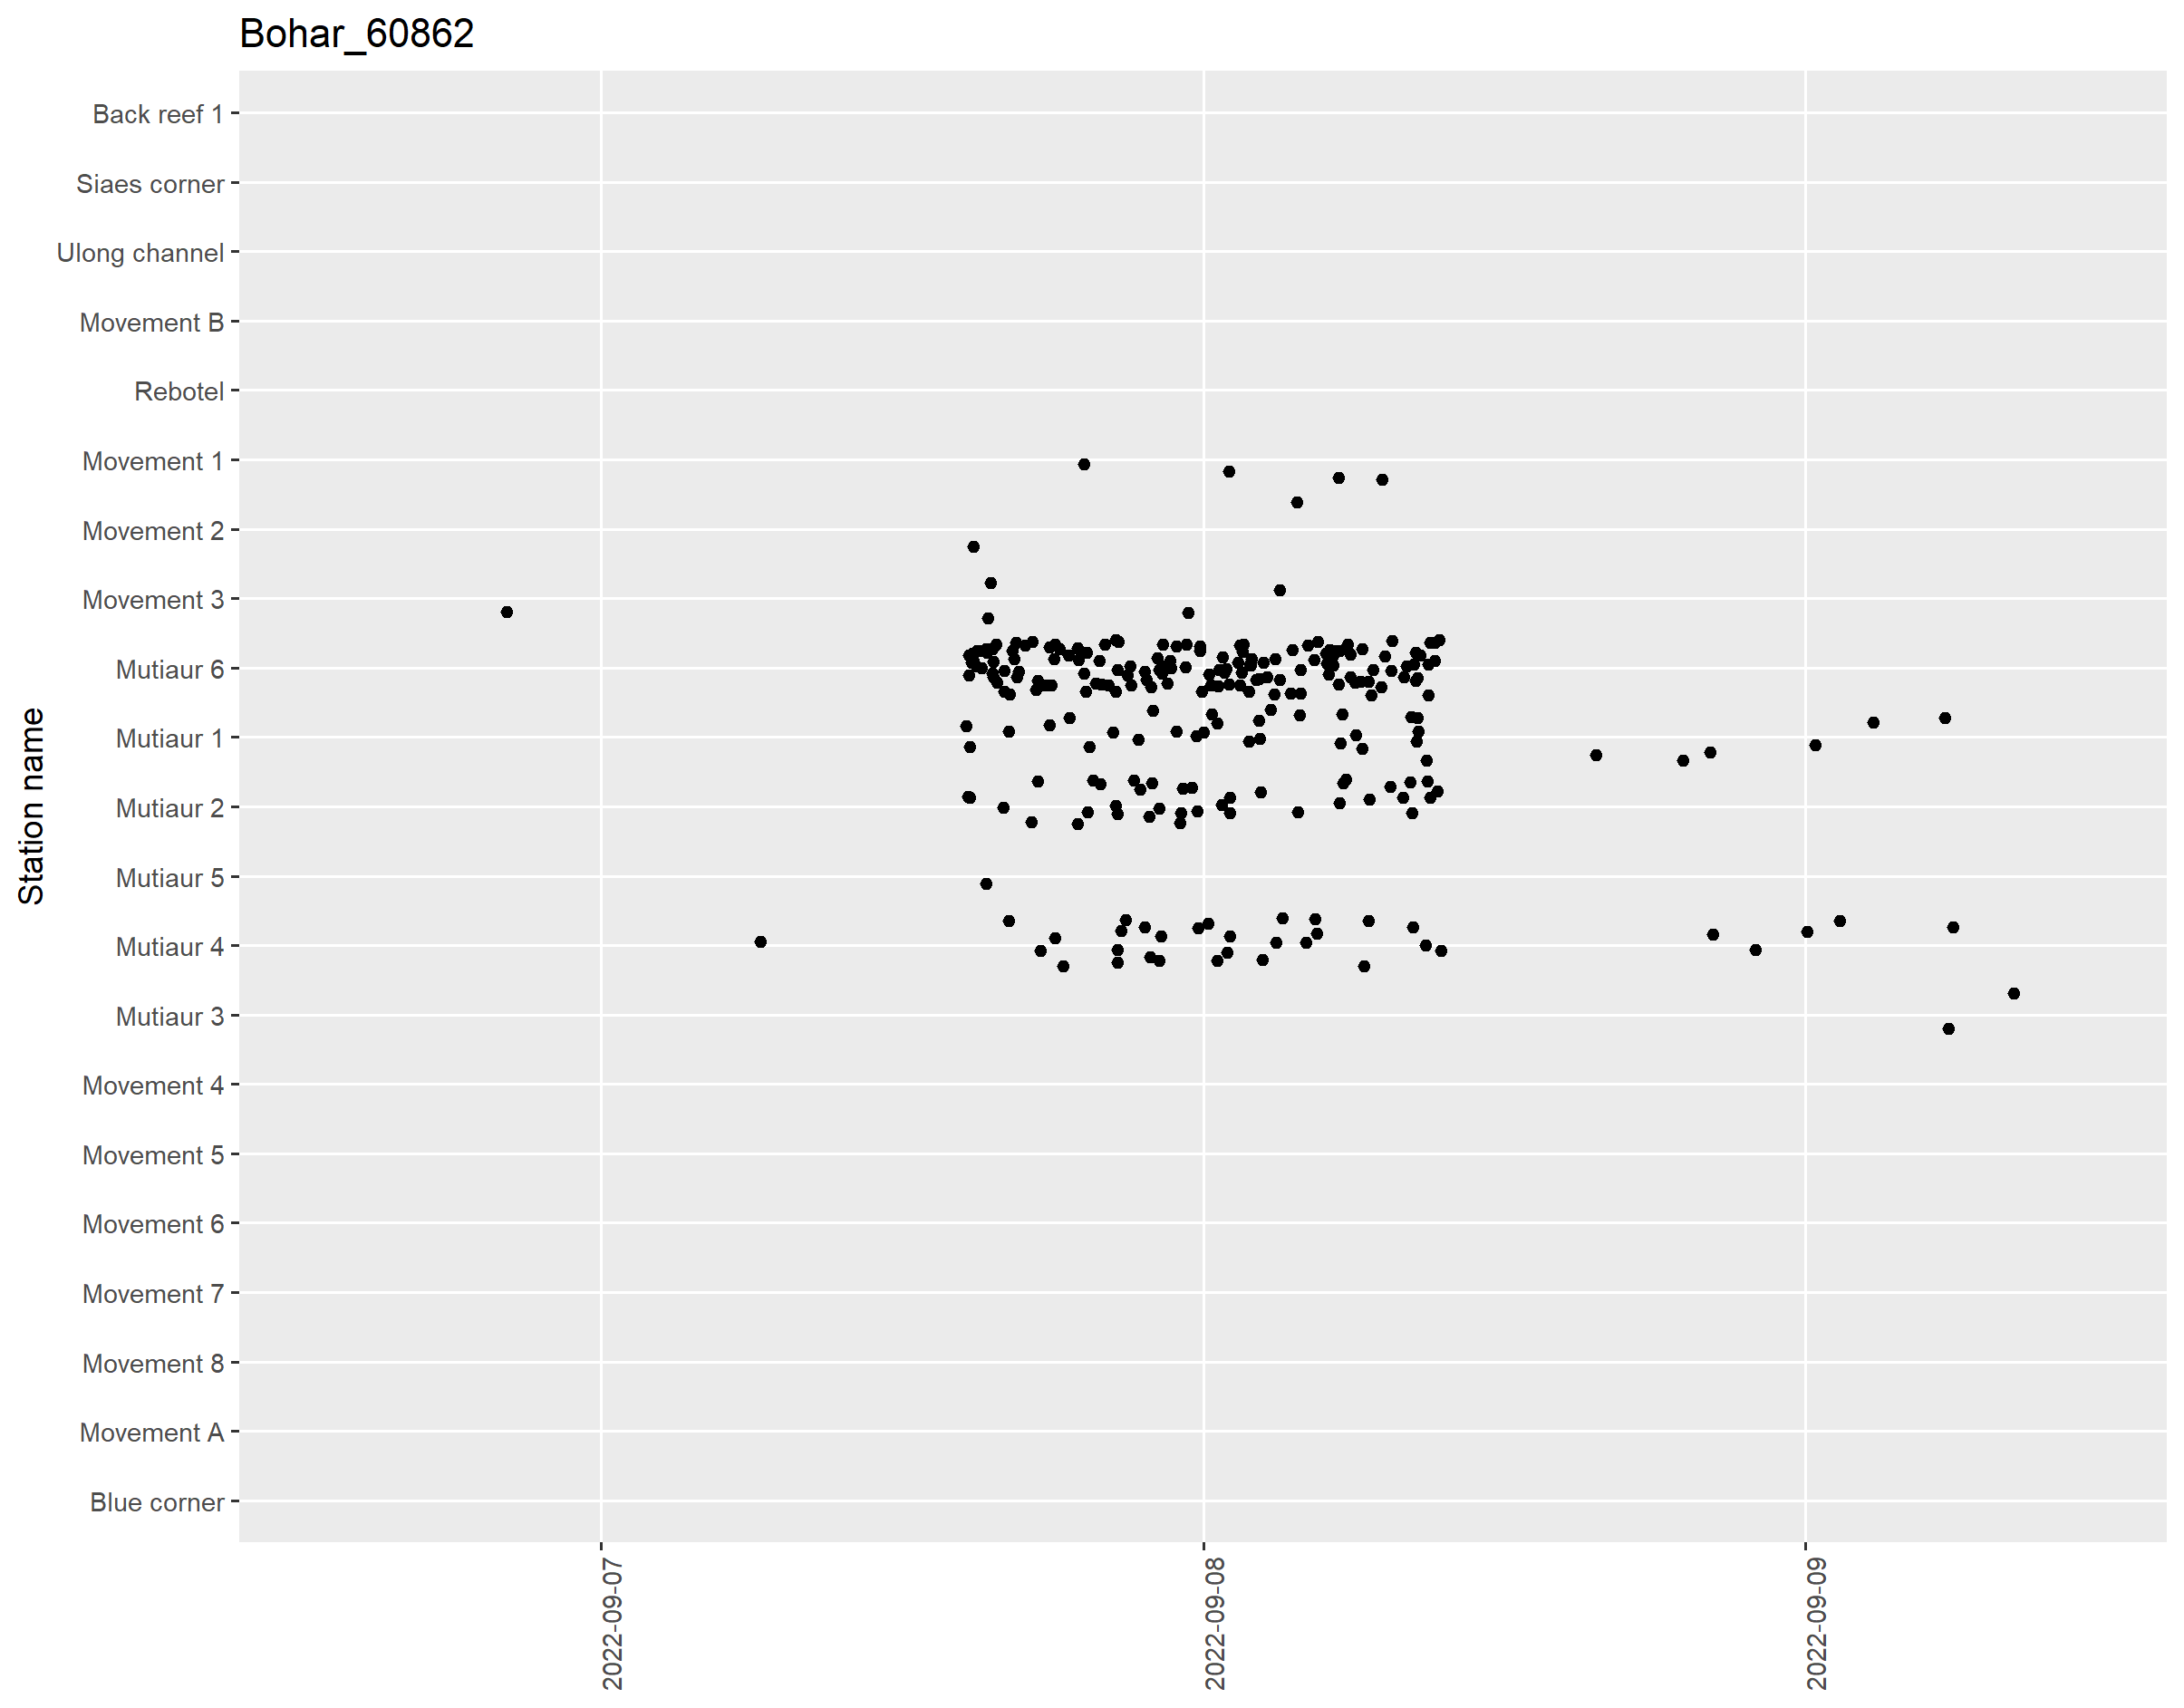 Bohar_60862
Station name
Back reef 1
Siaes corner
Ulong channel
Movement B
Rebotel
Movement 1
Movement 2
Movement 3
Mutiaur 6
Mutiaur 1
Mutiaur 2
Mutiaur 5
Mutiaur 4
Mutiaur 3
Movement 4
Movement 5
Movement 6
Movement 7
Movement 8
Movement A
Blue corner
2022-09-07
2022-09-08
2022-09-09